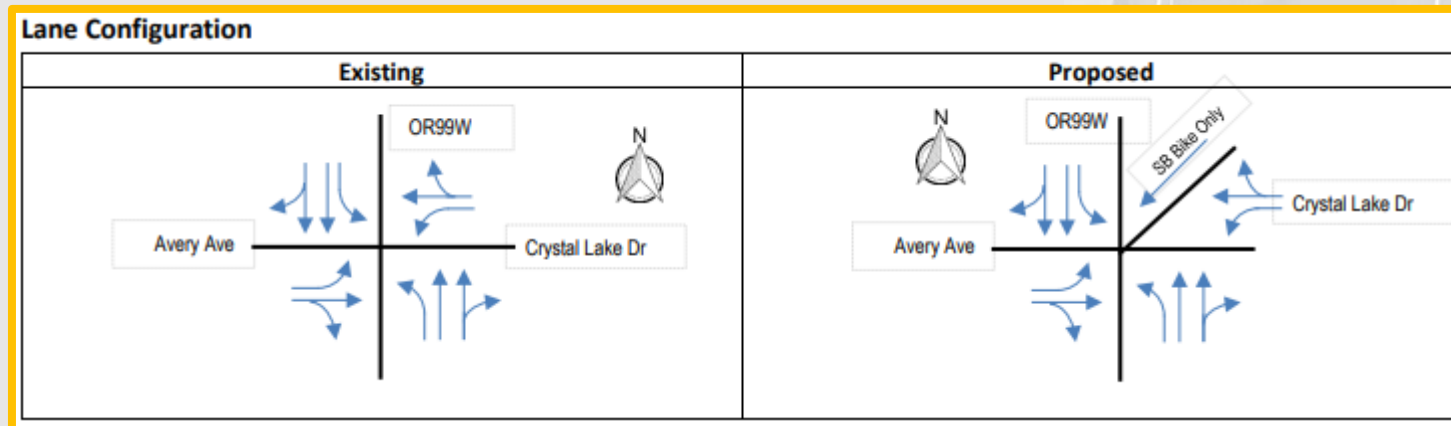 Lane Configuration
Existing
Proposed
OR99W
N
Avery Ave
Crystal Lake Dr
OR99W
N
SB Bike Only
Avery Ave
Crystal Lake Dr